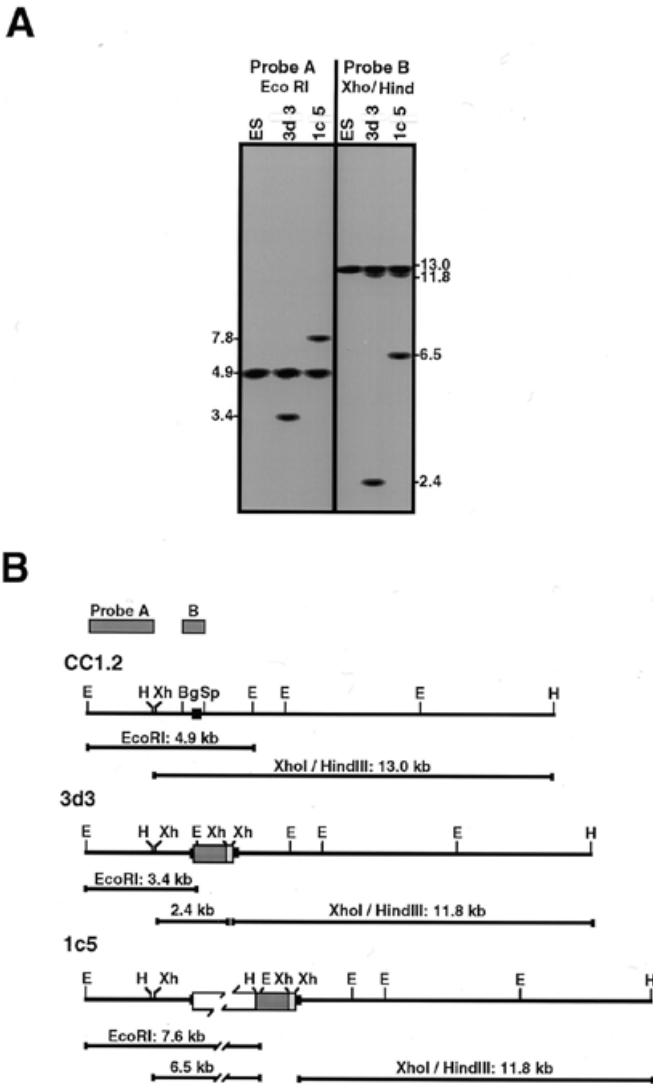 A
Probe A Probe B
Eco RI Xho/Hind
ES 3d 3 1c 5 ES 3d 3 1c 5
-13.0
-11.8
7.8-
-6.5
4.9-
3.4-
-2.4
B
Probe A B
CC1.2
E H Xh Bg Sp E E E H
EcoRI: 4.9 kb
XhoI / HindIII: 13.0 kb
3d3
E H Xh E Xh Xh E E E H
EcoRI: 3.4 kb
2.4 kb XhoI / HindIII: 11.8 kb
1c5
E H Xh H E Xh Xh E E E H
EcoRI: 7.6 kb
6.5 kb XhoI / HindIII: 11.8 kb